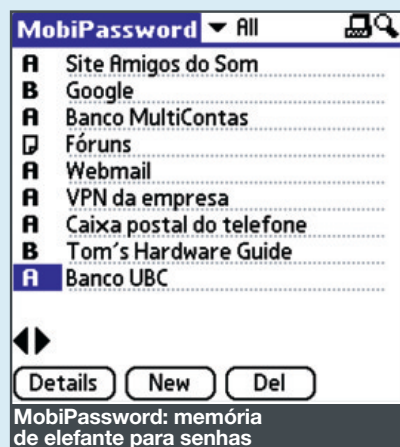 MobiPassword All
A Site Amigos do Som
B Google
A Banco MultiContas
Fóruns
A Webmail
A VPN da empresa
A Caixa postal do telefone
B Tom's Hardware Guide
A Banco UBC
Details New Del
MobiPassword: memória
de elefante para senhas